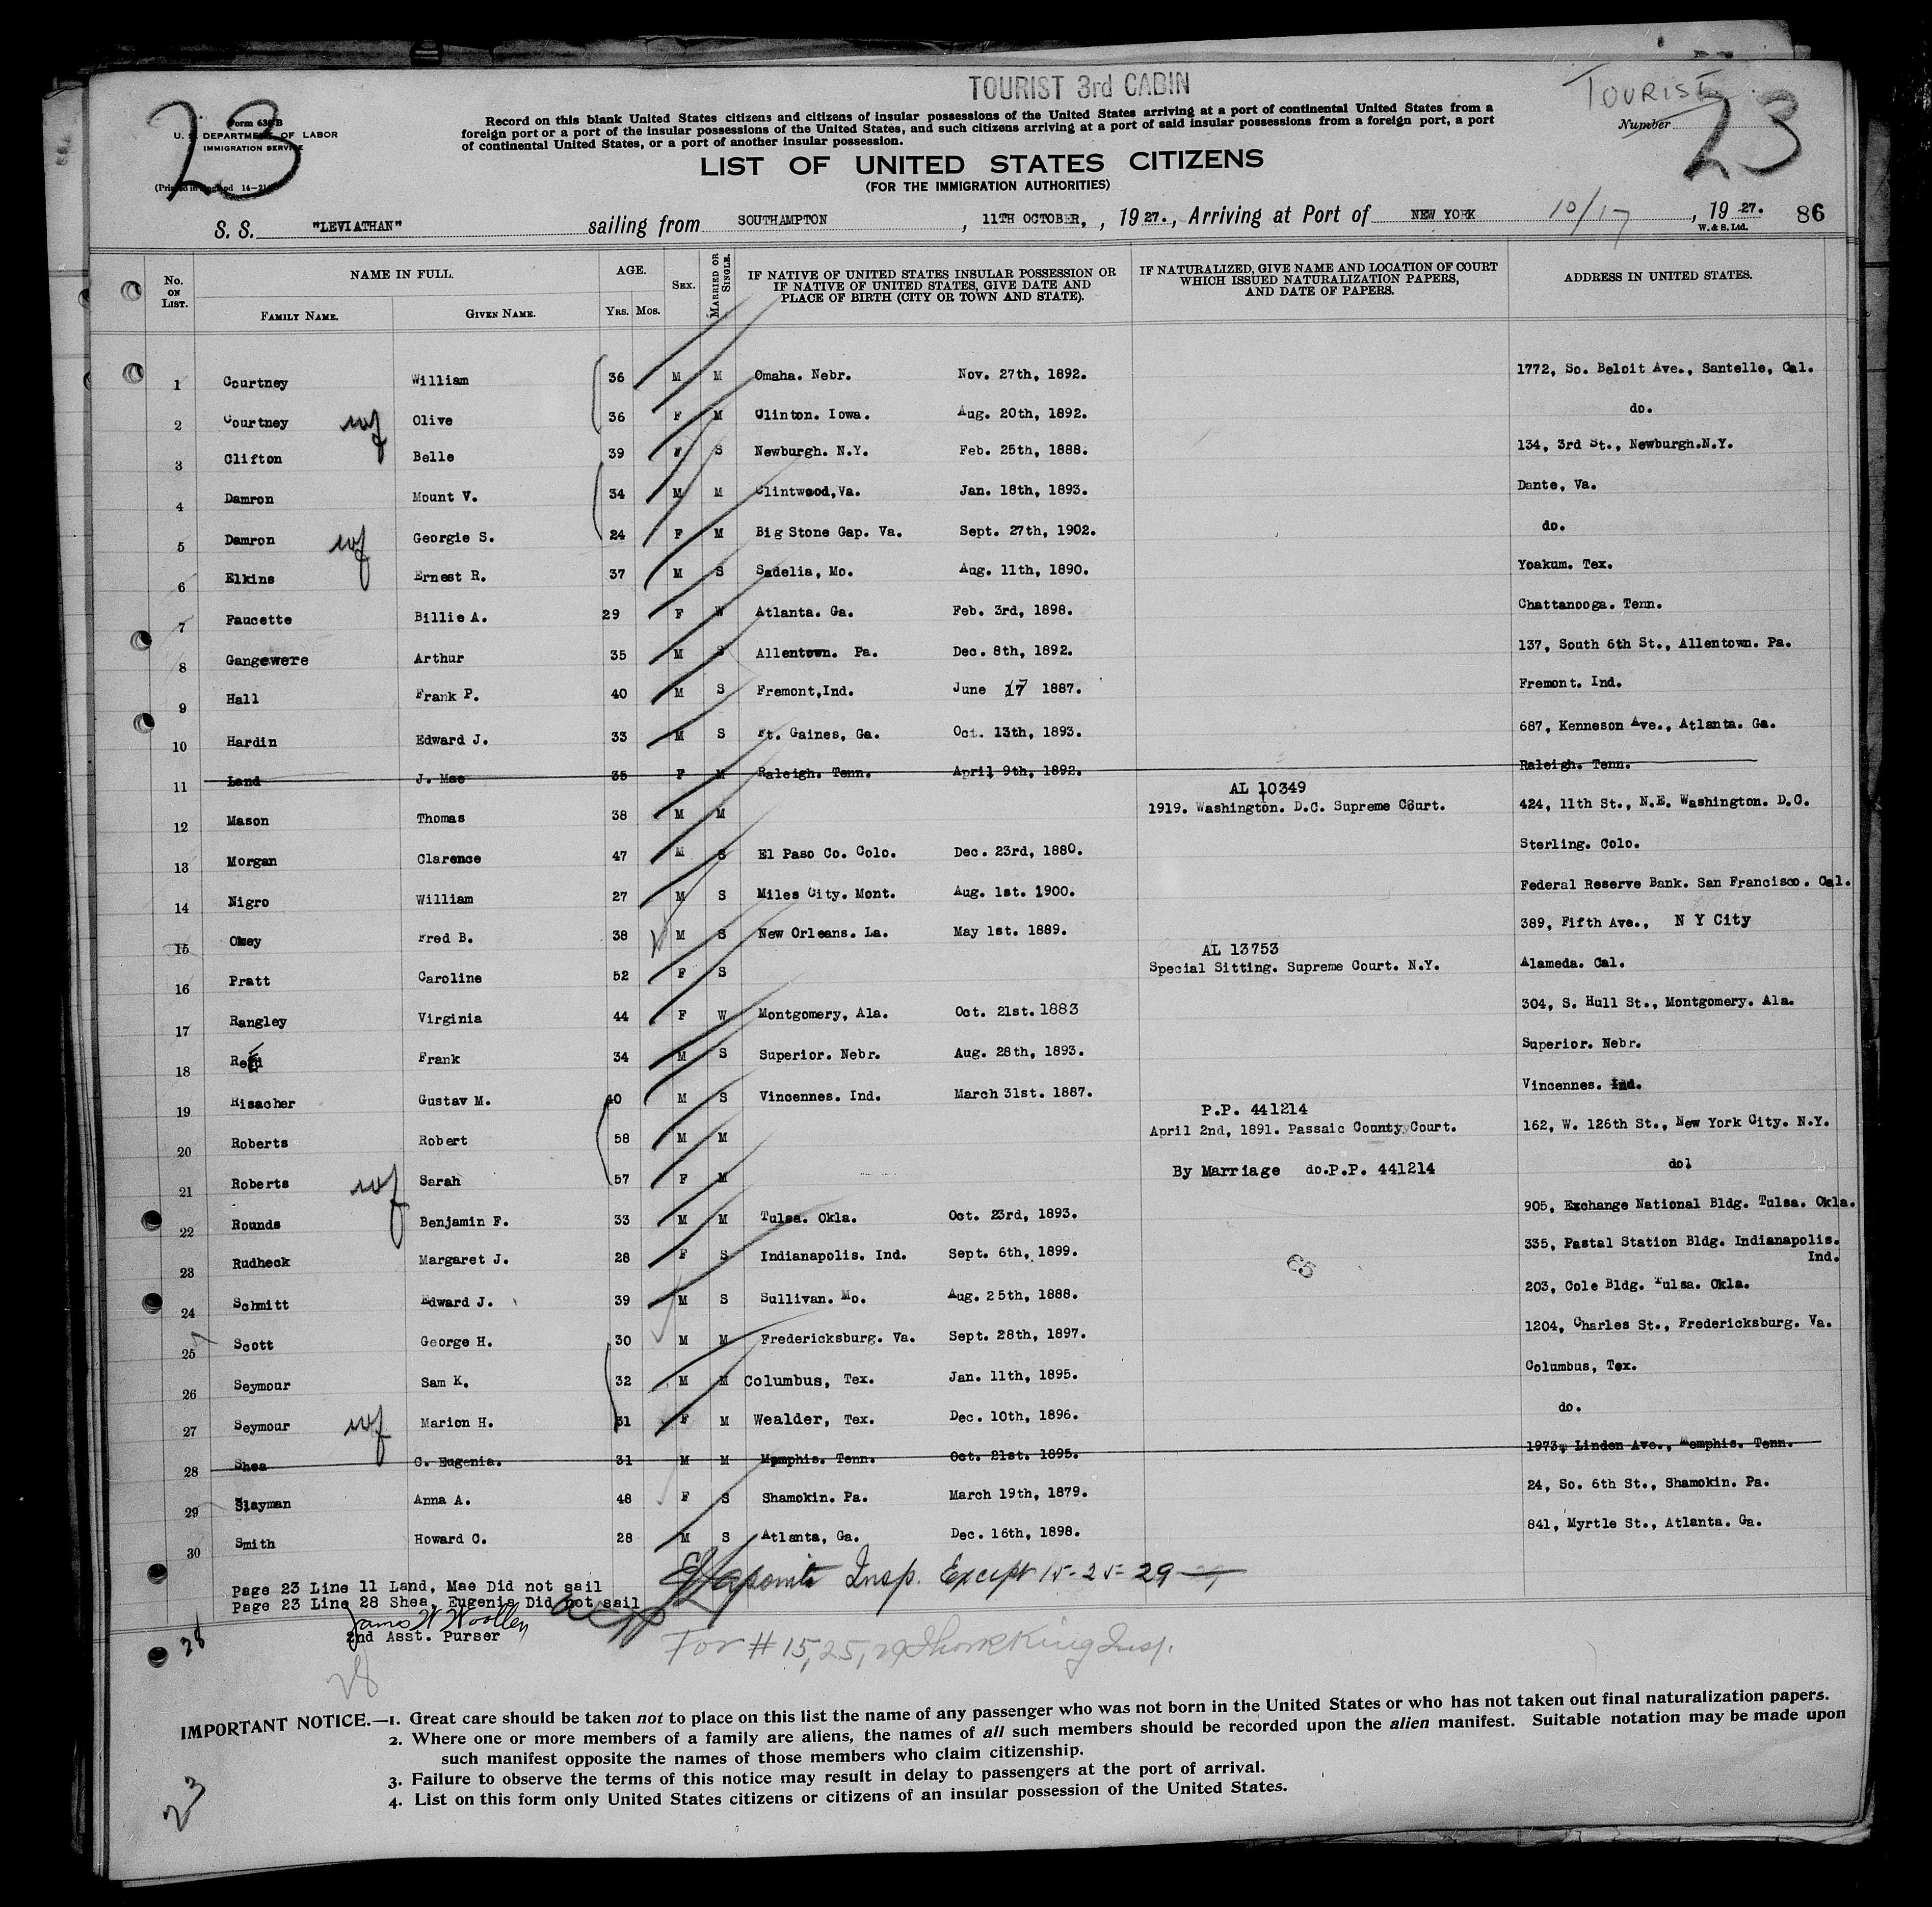 TOURIST 3rd CABIN
TOURIST
23
23
Form 630 B
U. S. DEPARTMENT OF LABOR
IMMIGRATION SERVICE
Number
Record on this blank United States citizens and citizens of insular possessions of the United States arriving at a port of continental United States from a
foreign port or a port of the insular possessions of the United States, and such citizens arriving at a port of said insular possessions from a foreign port, a port
of continental United States, or a port of another insular possession.
LIST OF UNITED STATES CITIZENS
(FOR THE IMMIGRATION AUTHORITIES)
S. S. "LEVIATHAN" sailing from SOUTHAMPTON, 11TH OCTOBER, , 1927., Arriving at Port of NEW YORK 10/17, 1927. 86
W. & S. Ltd.
No. ON LIST. NAME IN FULL. AGE. SEX. MARRIED OR SINGLE. IF NATIVE OF UNITED STATES INSULAR POSSESSION OR IF NATIVE OF UNITED STATES, GIVE DATE AND PLACE OF BIRTH (CITY OR TOWN AND STATE). IF NATURALIZED, GIVE NAME AND LOCATION OF COURT WHICH ISSUED NATURALIZATION PAPERS, AND DATE OF PAPERS. ADDRESS IN UNITED STATES.
FAMILY NAME. GIVEN NAME. YRS. MOS.
1 Courtney William 36 M M Omaha. Nebr. Nov. 27th, 1892. 1772, So. Beloit Ave., Santelle, Cal.
2 Courtney wf Olive 36 F M Clinton. Iowa. Aug. 20th, 1892. do.
3 Clifton Belle 39 F S Newburgh. N.Y. Feb. 25th, 1888. 134, 3rd St., Newburgh.N.Y.
4 Damron Mount V. 34 M M Clintwood,Va. Jan. 18th, 1893. Dante, Va.
5 Damron wf Georgie S. 24 F M Big Stone Gap. Va. Sept. 27th, 1902. do.
6 Elkins Ernest R. 37 M S Sadelia, Mo. Aug. 11th, 1890. Yoakum. Tex.
7 Faucette Billie A. 29 F W Atlanta. Ga. Feb. 3rd, 1898. Chattanooga. Tenn.
8 Gangewere Arthur 35 M S Allentown. Pa. Dec. 8th, 1892. 137, South 6th St., Allentown. Pa.
9 Hall Frank P. 40 M S Fremont,Ind. June 17 1887. Fremont. Ind.
10 Hardin Edward J. 33 M S Ft. Gaines, Ga. Oct. 13th, 1893. 687, Kenneson Ave., Atlanta. Ga.
11 Land J. Mae 35 F M Raleigh. Tenn. April 9th, 1892. Raleigh. Tenn.
AL 10349
12 Mason Thomas 38 M M 1919. Washington. D.C. Supreme Court. 424, 11th St., N.E. Washington. D.C.
13 Morgan Clarence 47 M S El Paso Co. Colo. Dec. 23rd, 1880. Sterling. Colo.
14 Nigro William 27 M S Miles City. Mont. Aug. 1st. 1900. Federal Reserve Bank. San Francisco. Cal.
15 Fred B. 38 M S New Orleans. La. May 1st. 1889. 389, Fifth Ave., N Y City
AL 13753
16 Pratt Caroline 52 F S Special Sitting. Supreme Court. N.Y. Alameda. Cal.
17 Rangley Virginia 44 F W Montgomery, Ala. Oct. 21st. 1883 304, S. Hull St., Montgomery. Ala.
18 Frank 34 M S Superior. Nebr. Aug. 28th, 1893. Superior. Nebr.
19 Risacher Gustav M. 40 M S Vincennes. Ind. March 31st. 1887. Vincennes. Ind.
P.P. 441214
20 Roberts Robert 58 M M April 2nd, 1891. Passaic County Court. 162, W. 126th St., New York City. N.Y.
21 Roberts wf Sarah 57 F M By Marriage do.P.P. 441214 do1
22 Rounds Benjamin F. 33 M M Tulsa. Okla. Oct. 23rd, 1893. 905, Exchange National Bldg. Tulsa. Okla.
23 Rudheck Margaret J. 28 F S Indianapolis. Ind. Sept. 6th, 1899. 335, Pastal Station Bldg. Indianapolis. Ind.
24 Schmitt Edward J. 39 M S Sullivan. Mo. Aug. 25th, 1888. 203, Cole Bldg. Tulsa. Okla.
25 Scott George H. 30 M M Fredericksburg. Va. Sept. 28th, 1897. 1204, Charles St., Fredericksburg. Va.
26 Seymour Sam K. 32 M M Columbus, Tex. Jan. 11th, 1895. Columbus, Tex.
27 Seymour wf Marion H. 31 F M Wealder, Tex. Dec. 10th, 1896. do.
28 Shea C. Eugenia. 31 M M Memphis. Tenn. Oct. 21st. 1895. 1973, Linden Ave., Memphis. Tenn.
29 Slayman Anna A. 48 F S Shamokin. Pa. March 19th, 1879. 24, So. 6th St., Shamokin. Pa.
30 Smith Howard C. 28 M S Atlanta, Ga. Dec. 16th, 1898. 841, Myrtle St., Atlanta. Ga.
Insp. Except 15-25-29
Page 23 Line 11 Land, Mae Did not sail
Page 23 Line 28 Shea, Eugenia Did not sail
James W Woolley
2nd Asst. Purser
28
28
For # 15, 25, 29 King Insp.
IMPORTANT NOTICE.—1. Great care should be taken not to place on this list the name of any passenger who was not born in the United States or who has not taken out final naturalization papers.
2. Where one or more members of a family are aliens, the names of all such members should be recorded upon the alien manifest. Suitable notation may be made upon
such manifest opposite the names of those members who claim citizenship.
3. Failure to observe the terms of this notice may result in delay to passengers at the port of arrival.
4. List on this form only United States citizens or citizens of an insular possession of the United States.
23